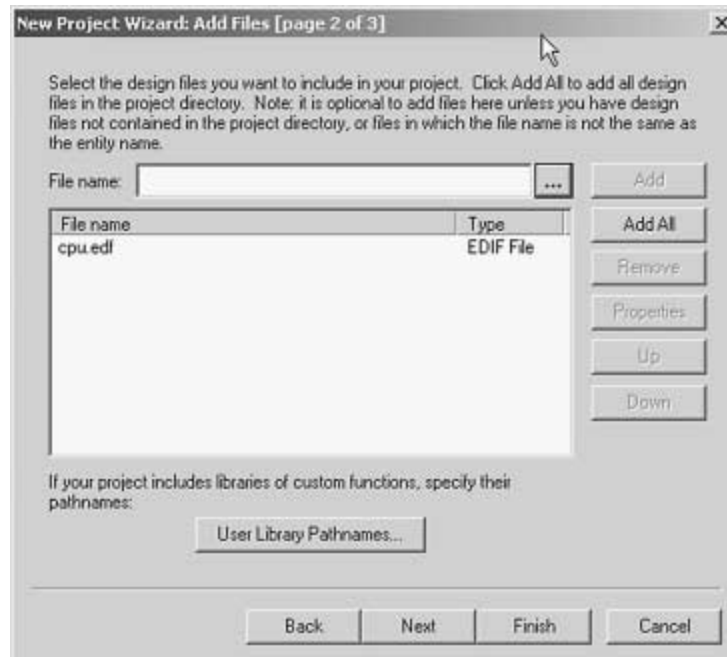 New Project Wizard: Add Files [page 2 of 3]
Select the design files you want to include in your project. Click Add All to add all design
files in the project directory. Note: it is optional to add files here unless you have design
files not contained in the project directory, or files in which the file name is not the same as
the entity name.
File name:
...
Add
File name
Type
Add All
cpu.edf
EDIF File
Remove
Properties
Up
Down
If your project includes libraries of custom functions, specify their
pathnames:
User Library Pathnames...
Back
Next
Finish
Cancel